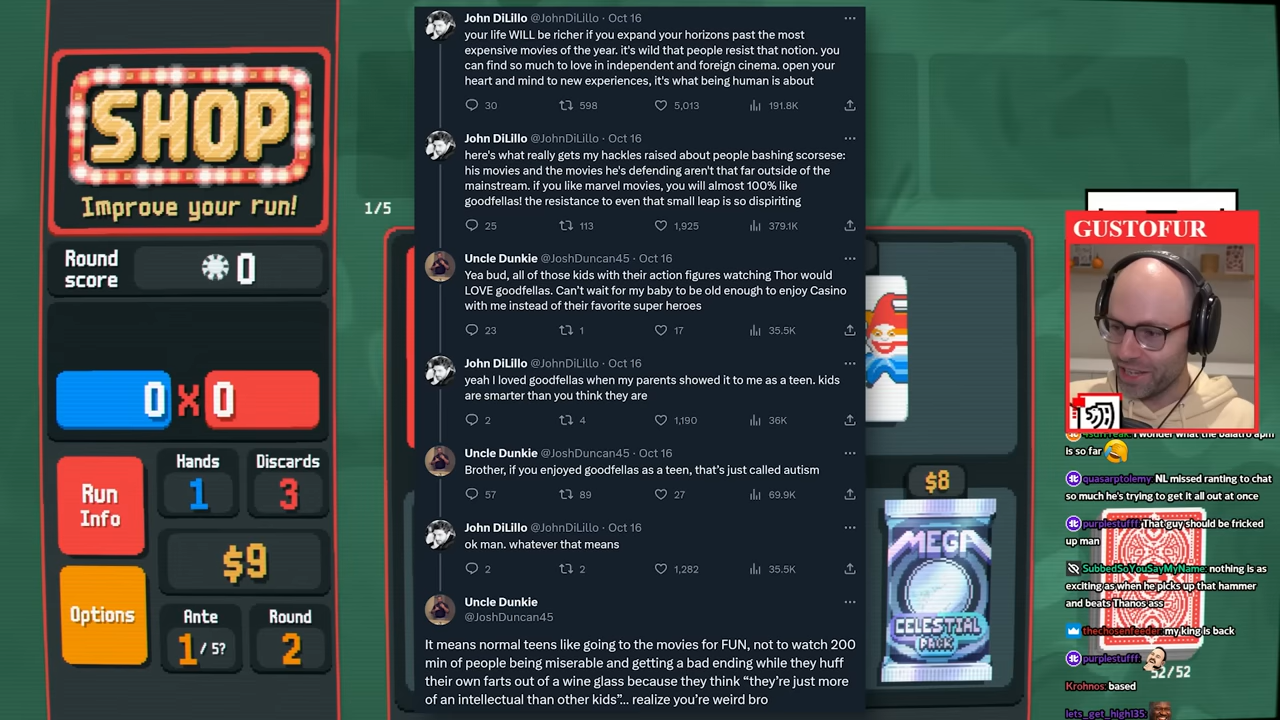 SHOP
Improve your run!
Round
score
0
0 X 0
Run
Info
Hands
1
Discards
3
$9
Options
Ante
1 / 5?
Round
2
1/5
John DiLillo @JohnDiLillo · Oct 16
your life WILL be richer if you expand your horizons past the most
expensive movies of the year. it's wild that people resist that notion. you
can find so much to love in independent and foreign cinema. open your
heart and mind to new experiences, it's what being human is about
30 598 5,013 191.8K
John DiLillo @JohnDiLillo · Oct 16
here's what really gets my hackles raised about people bashing scorsese:
his movies and the movies he's defending aren't that far outside of the
mainstream. if you like marvel movies, you will almost 100% like
goodfellas! the resistance to even that small leap is so dispiriting
25 113 1,925 379.1K
Uncle Dunkie @JoshDuncan45 · Oct 16
Yea bud, all of those kids with their action figures watching Thor would
LOVE goodfellas. Can't wait for my baby to be old enough to enjoy Casino
with me instead of their favorite super heroes
23 1 17 35.5K
John DiLillo @JohnDiLillo · Oct 16
yeah I loved goodfellas when my parents showed it to me as a teen. kids
are smarter than you think they are
2 4 1,190 36K
Uncle Dunkie @JoshDuncan45 · Oct 16
Brother, if you enjoyed goodfellas as a teen, that's just called autism
57 89 27 69.9K
John DiLillo @JohnDiLillo · Oct 16
ok man. whatever that means
2 2 1,282 35.5K
Uncle Dunkie
@JoshDuncan45
It means normal teens like going to the movies for FUN, not to watch 200
min of people being miserable and getting a bad ending while they huff
their own farts out of a wine glass because they think “they're just more
of an intellectual than other kids”... realize you're weird bro
$8
MEGA
CELESTIAL
PACK
GUSTOFUR
I wonder what the balatro apm
is so far
quasarptolemy: NL missed ranting to chat
so much he's trying to get it all out at once
purplestufff: That guy should be fricked
up man
SubbedSoYouSayMyName: nothing is as
exciting as when he picks up that hammer
and beats Thanos ass
thechosenfeeder: my king is back
purplestufff:
52/52
Krohnos: based
lets_get_high135: